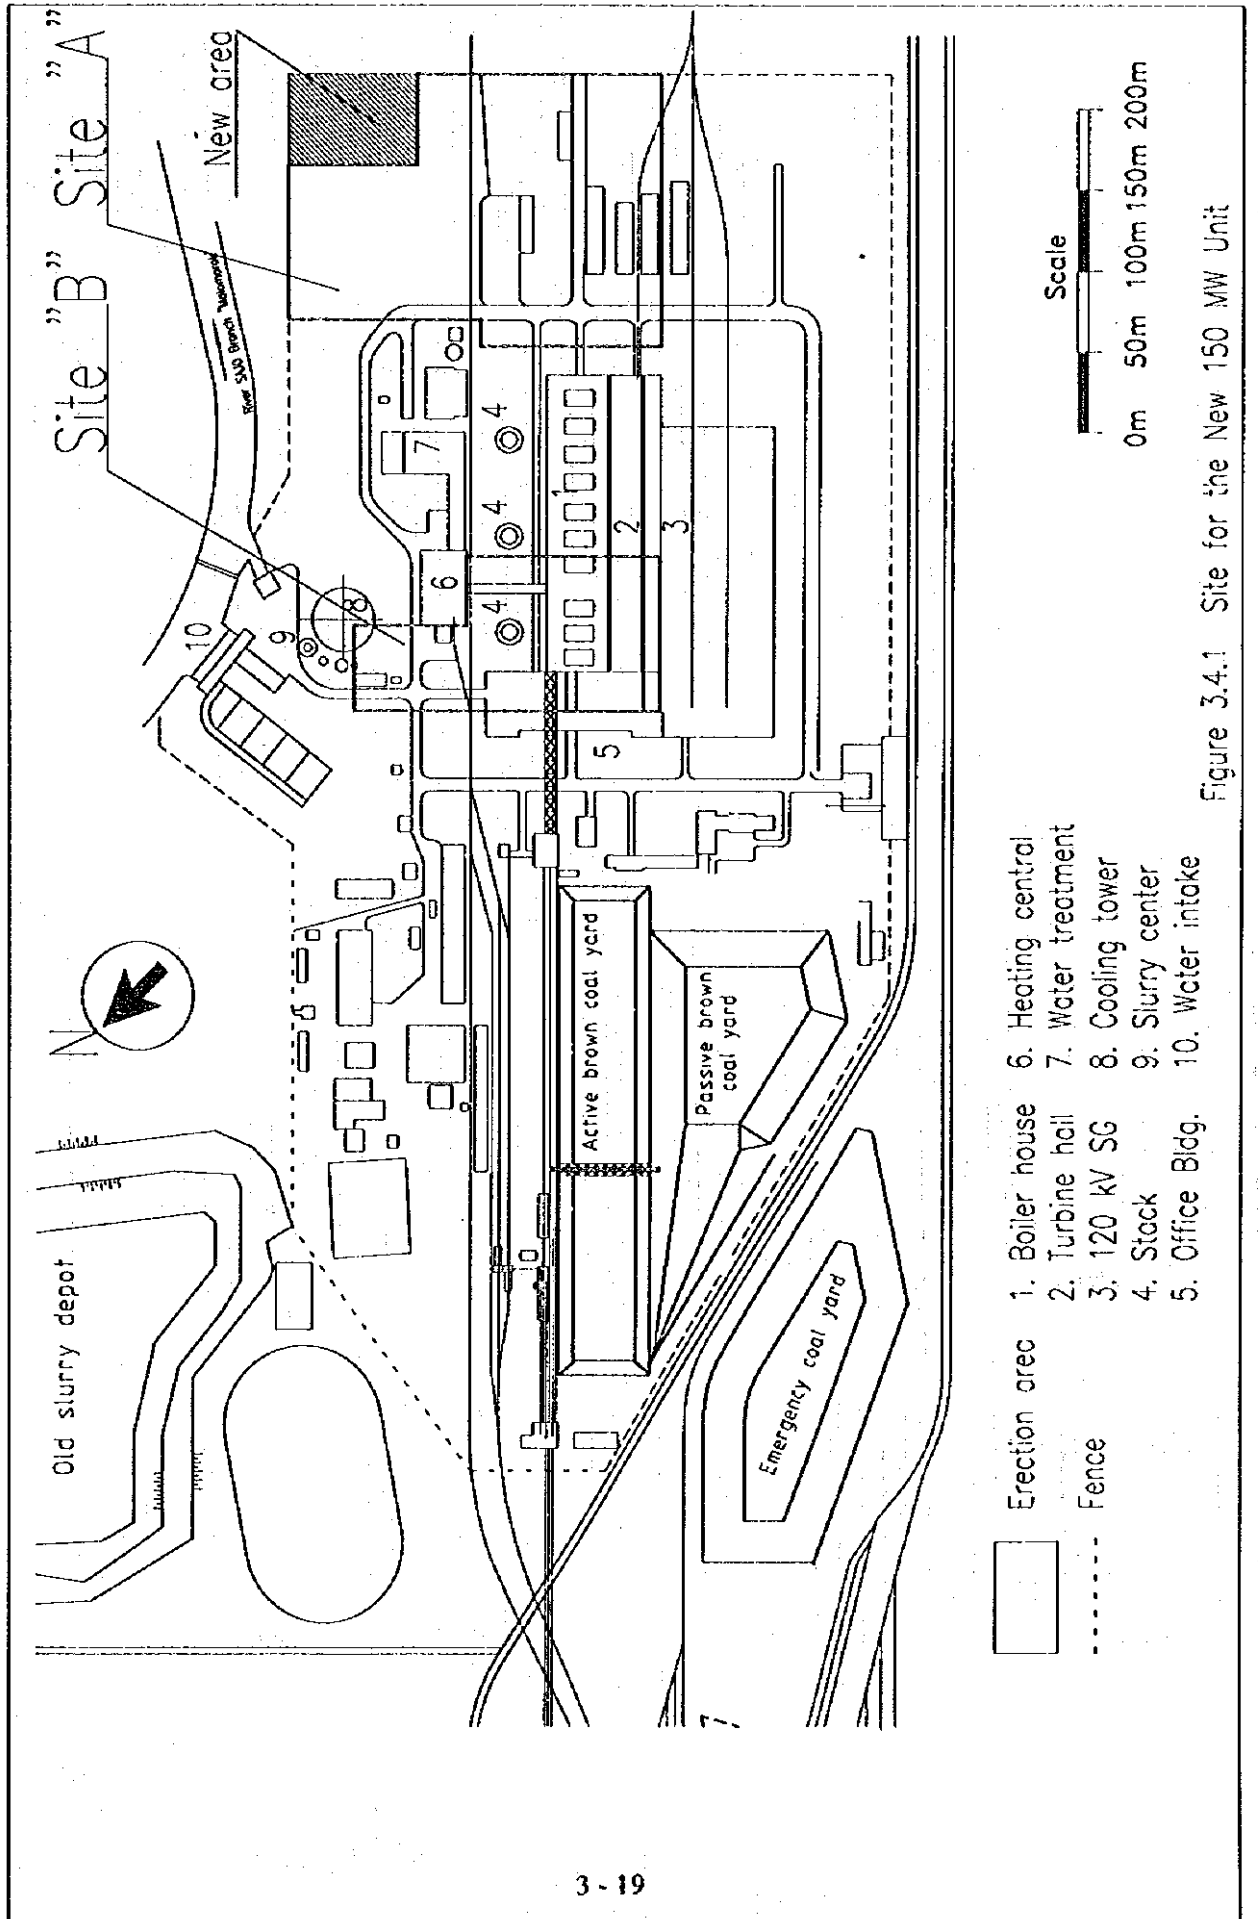 Site "B" Site "A"
New area
N
Old slurry depot
10
9
8
7
6
4
4
4
1
2
3
5
Active brown coal yard
Passive brown
coal yard
Emergency coal yard
7
Scale
0m 50m 100m 150m 200m
Erection area
Fence
1. Boiler house
2. Turbine hall
3. 120 kV SG
4. Stack
5. Office Bldg.
6. Heating central
7. Water treatment
8. Cooling tower
9. Slurry center
10. Water intake
Figure 3.4.1 Site for the New 150 MW Unit
3 - 19